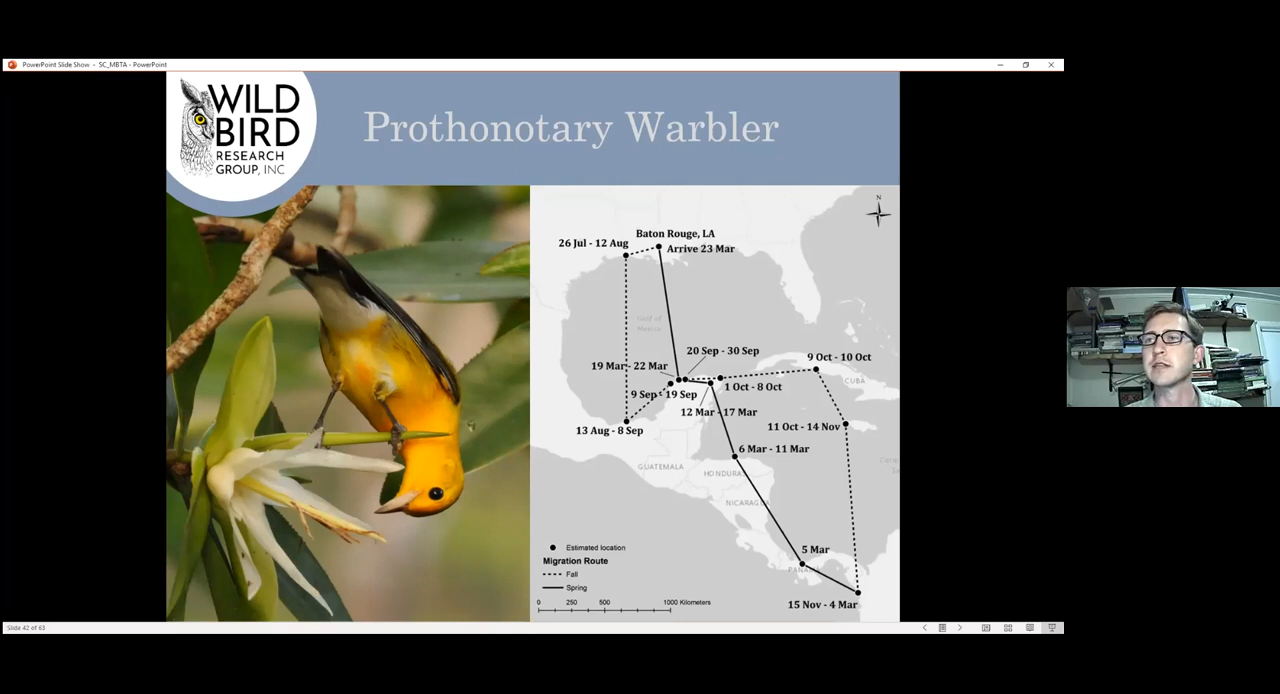 PowerPoint Slide Show - SC_MBTA - PowerPoint
WILD
BIRD
RESEARCH
GROUP, INC
Prothonotary Warbler
N
Baton Rouge, LA
26 Jul - 12 Aug
Arrive 23 Mar
Gulf of
Mexico
20 Sep - 30 Sep
9 Oct - 10 Oct
19 Mar - 22 Mar
CUBA
1 Oct - 8 Oct
9 Sep - 19 Sep
12 Mar - 17 Mar
11 Oct - 14 Nov
13 Aug - 8 Sep
6 Mar - 11 Mar
GUATEMALA
HONDURAS
NICARAGUA
5 Mar
PANAMA
15 Nov - 4 Mar
Estimated location
Migration Route
Fall
Spring
0 250 500 1000 Kilometers
Slide 42 of 63